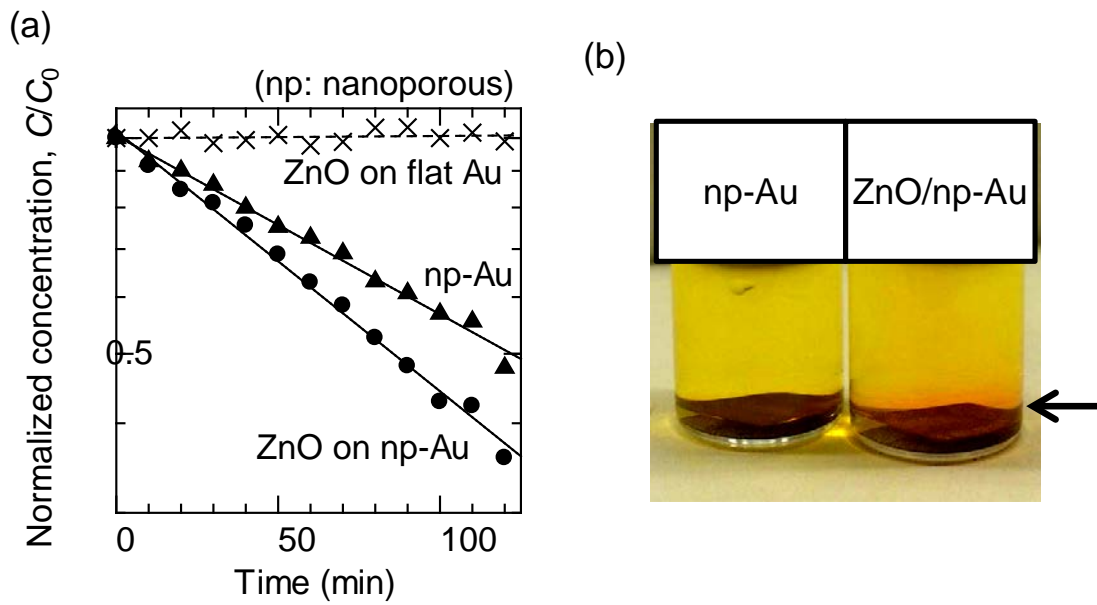 (a)
(np: nanoporous)
Normalized concentration, C/C0
ZnO on flat Au
np-Au
0.5
ZnO on np-Au
0
50
100
Time (min)
(b)
np-Au
ZnO/np-Au